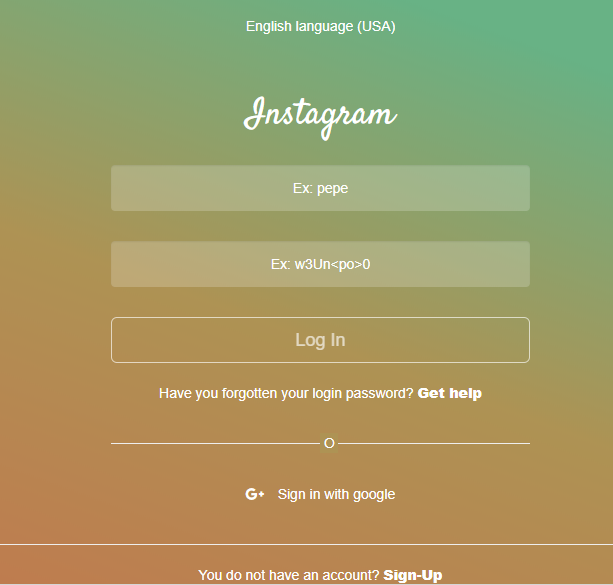 English language (USA)
Instagram
Ex: pepe
Ex: w3Un<po>0
Log In
Have you forgotten your login password? Get help
O
G+ Sign in with google
You do not have an account? Sign-Up